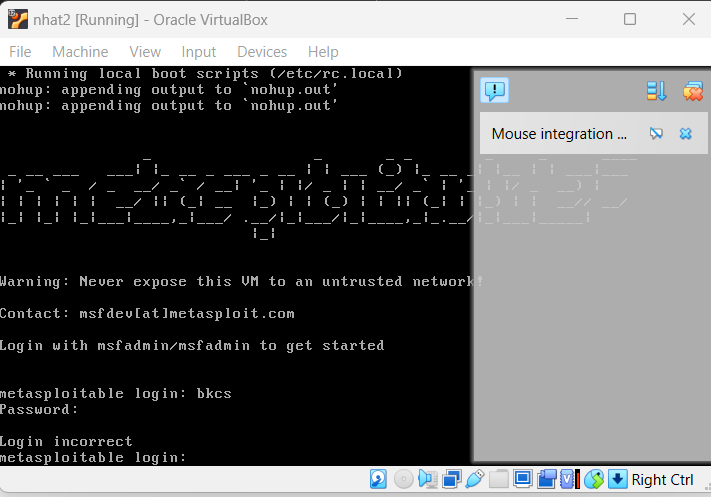 nhat2 [Running] - Oracle VirtualBox
File Machine View Input Devices Help
* Running local boot scripts (/etc/rc.local)
nohup: appending output to `nohup.out'
nohup: appending output to `nohup.out'
Mouse integration ...
metasploitable2
Warning: Never expose this VM to an untrusted network!
Contact: msfdev[at]metasploit.com
Login with msfadmin/msfadmin to get started
metasploitable login: bkcs
Password:
Login incorrect
metasploitable login:
Right Ctrl